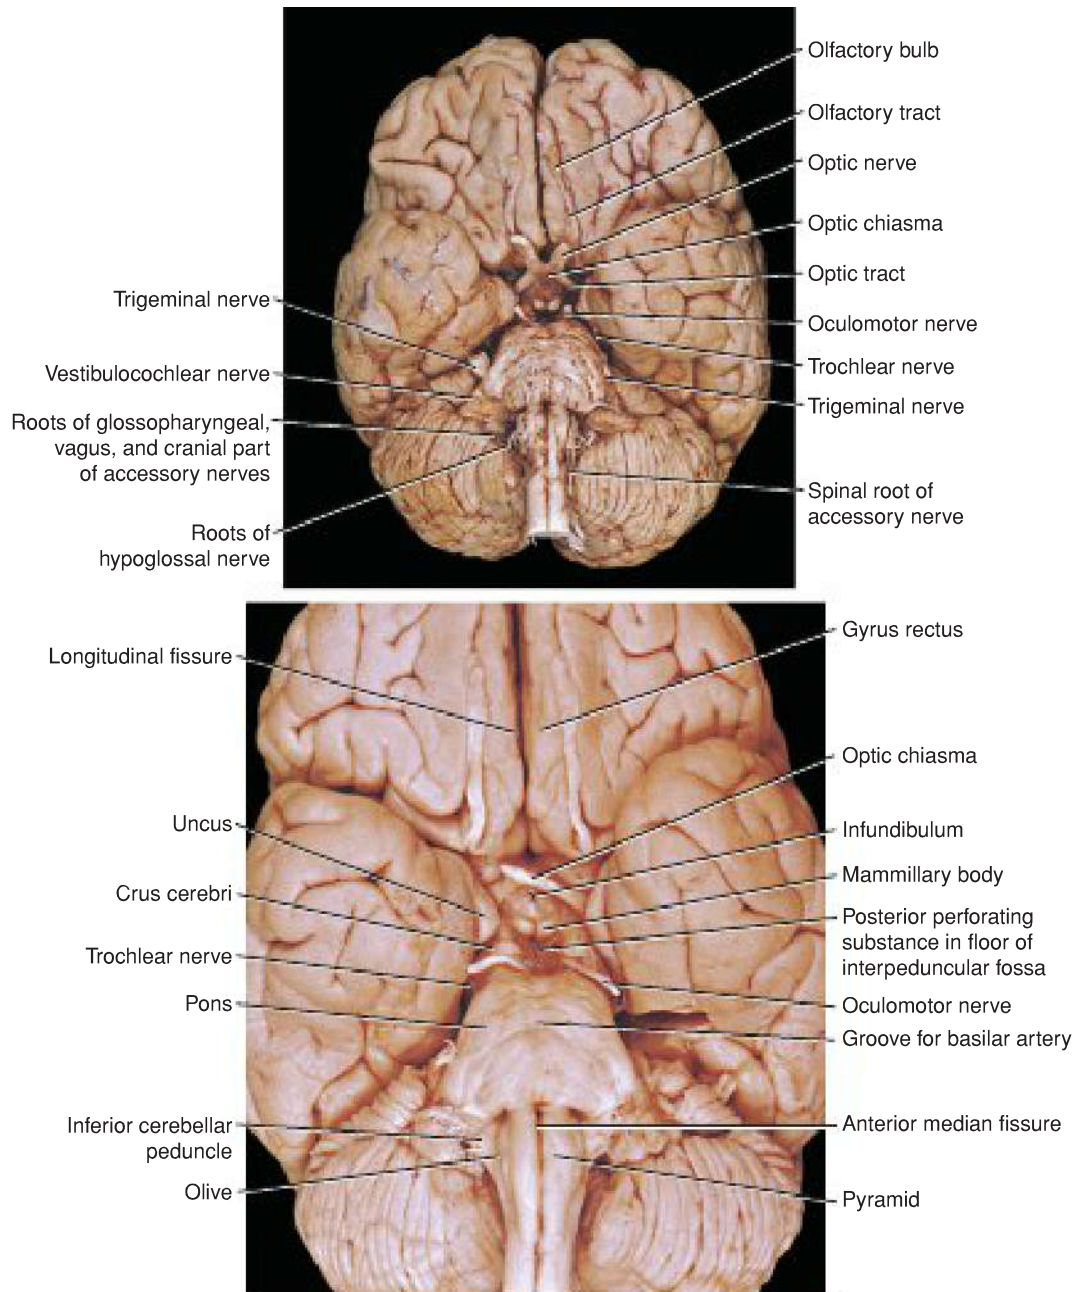 Olfactory bulb
Olfactory tract
Optic nerve
Optic chiasma
Optic tract
Oculomotor nerve
Trochlear nerve
Trigeminal nerve
Spinal root of
accessory nerve
Trigeminal nerve
Vestibulocochlear nerve
Roots of glossopharyngeal,
vagus, and cranial part
of accessory nerves
Roots of
hypoglossal nerve
Longitudinal fissure
Uncus
Crus cerebri
Trochlear nerve
Pons
Inferior cerebellar
peduncle
Olive
Gyrus rectus
Optic chiasma
Infundibulum
Mammillary body
Posterior perforating
substance in floor of
interpeduncular fossa
Oculomotor nerve
Groove for basilar artery
Anterior median fissure
Pyramid